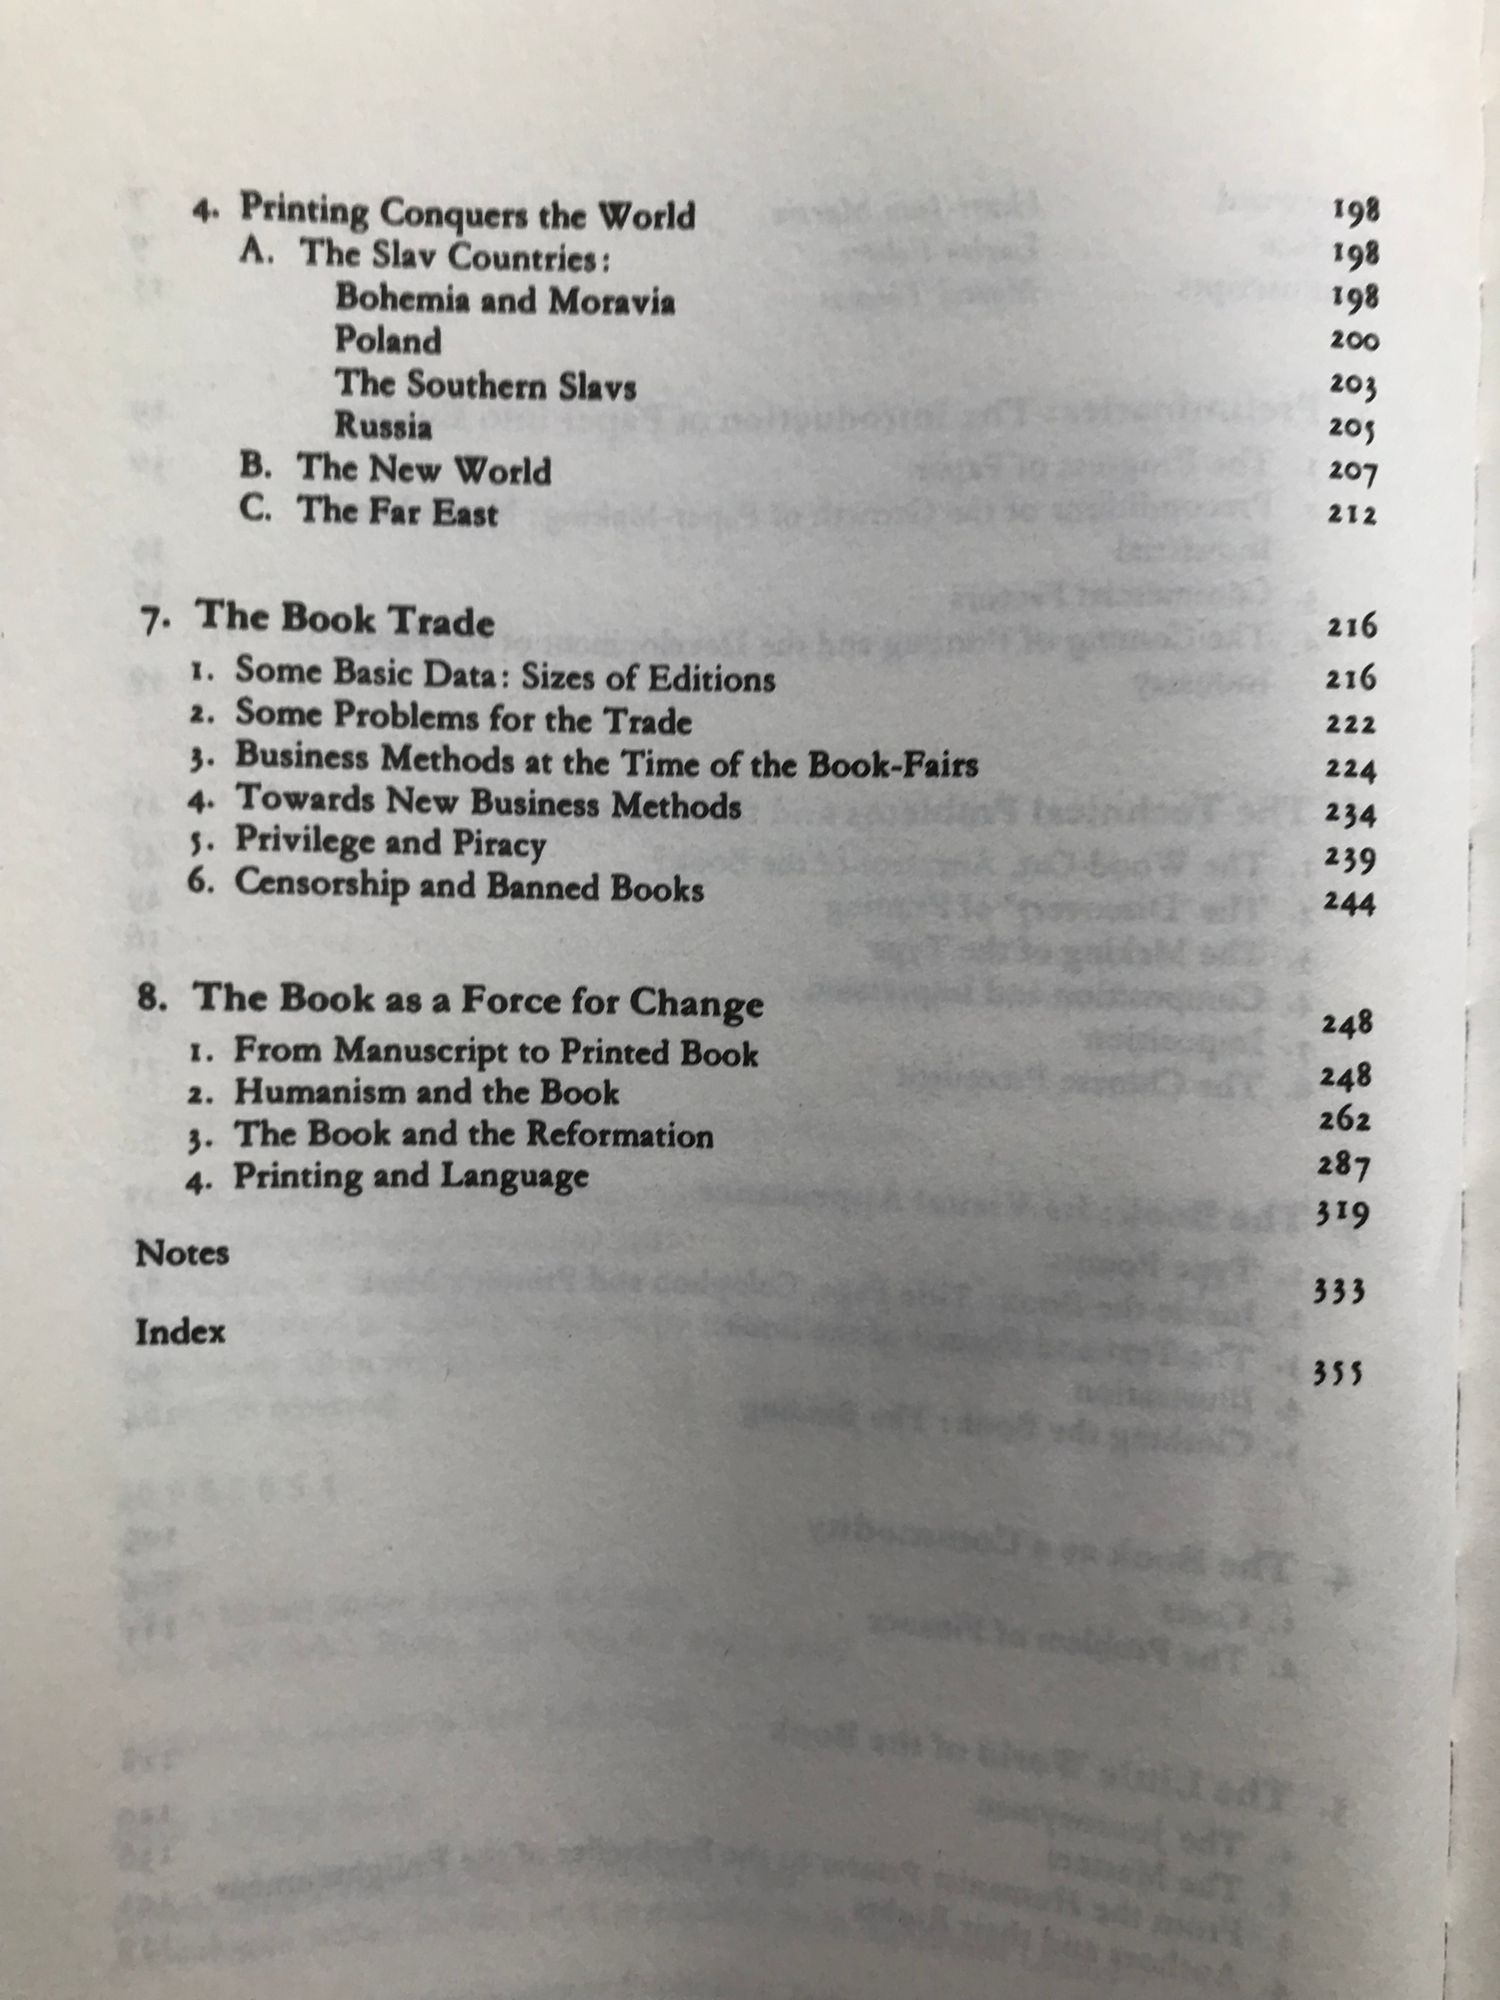 4. Printing Conquers the World 198
A. The Slav Countries: 198
Bohemia and Moravia 198
Poland 200
The Southern Slavs 203
Russia 205
B. The New World 207
C. The Far East 212
7. The Book Trade 216
1. Some Basic Data: Sizes of Editions 216
2. Some Problems for the Trade 222
3. Business Methods at the Time of the Book-Fairs 224
4. Towards New Business Methods 234
5. Privilege and Piracy 239
6. Censorship and Banned Books 244
8. The Book as a Force for Change 248
1. From Manuscript to Printed Book 248
2. Humanism and the Book 262
3. The Book and the Reformation 287
4. Printing and Language 319
Notes 333
Index 355